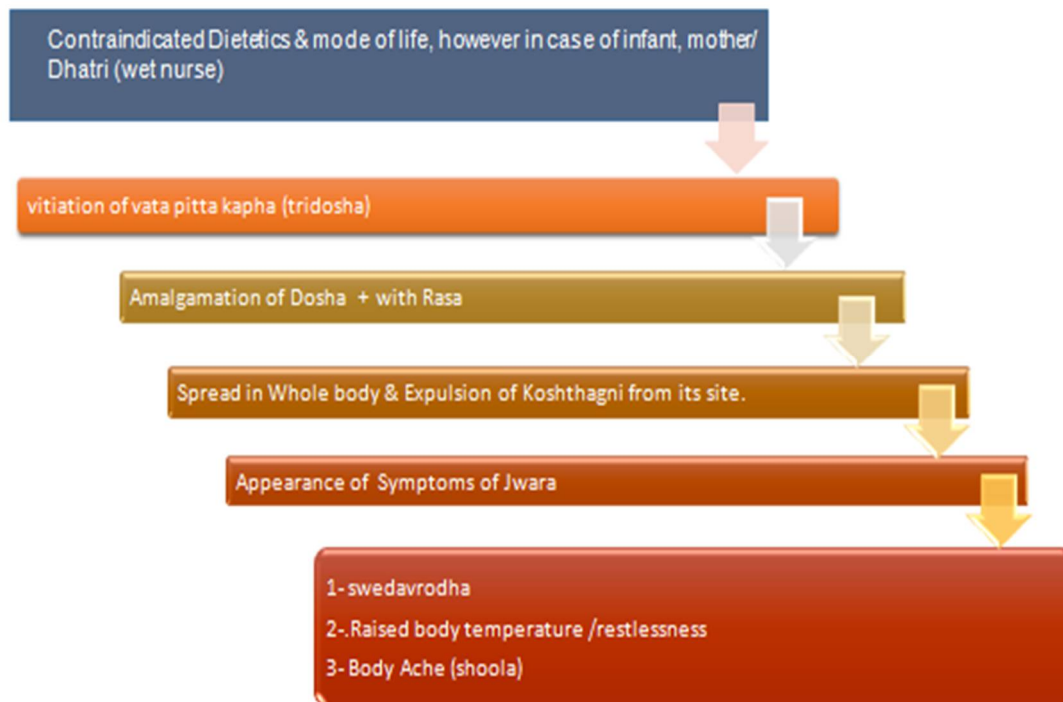 Contraindicated Dietetics & mode of life, however in case of infant, mother/
Dhatri (wet nurse)
vitiation of vata pitta kapha (tridosha)
Amalgamation of Dosha + with Rasa
Spread in Whole body & Expulsion of Koshthagni from its site.
Appearance of Symptoms of Jwara
1- swedavrodha
2-.Raised body temperature /restlessness
3- Body Ache (shoola)